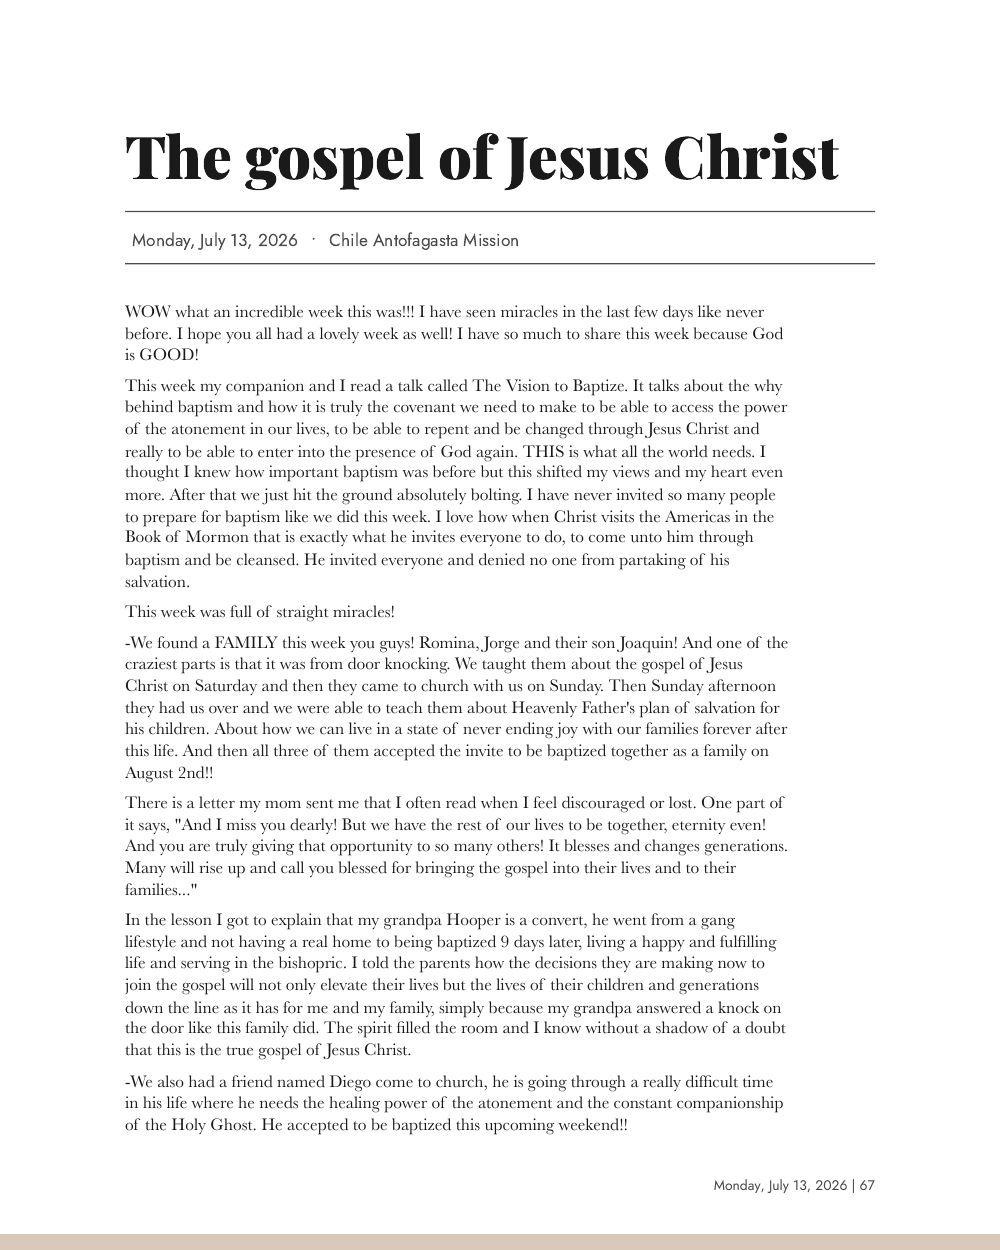 The gospel of Jesus Christ
Monday, July 13, 2026 · Chile Antofagasta Mission
WOW what an incredible week this was!!! I have seen miracles in the last few days like never
before. I hope you all had a lovely week as well! I have so much to share this week because God
is GOOD!
This week my companion and I read a talk called The Vision to Baptize. It talks about the why
behind baptism and how it is truly the covenant we need to make to be able to access the power
of the atonement in our lives, to be able to repent and be changed through Jesus Christ and
really to be able to enter into the presence of God again. THIS is what all the world needs. I
thought I knew how important baptism was before but this shifted my views and my heart even
more. After that we just hit the ground absolutely bolting. I have never invited so many people
to prepare for baptism like we did this week. I love how when Christ visits the Americas in the
Book of Mormon that is exactly what he invites everyone to do, to come unto him through
baptism and be cleansed. He invited everyone and denied no one from partaking of his
salvation.
This week was full of straight miracles!
-We found a FAMILY this week you guys! Romina, Jorge and their son Joaquin! And one of the
craziest parts is that it was from door knocking. We taught them about the gospel of Jesus
Christ on Saturday and then they came to church with us on Sunday. Then Sunday afternoon
they had us over and we were able to teach them about Heavenly Father's plan of salvation for
his children. About how we can live in a state of never ending joy with our families forever after
this life. And then all three of them accepted the invite to be baptized together as a family on
August 2nd!!
There is a letter my mom sent me that I often read when I feel discouraged or lost. One part of
it says, "And I miss you dearly! But we have the rest of our lives to be together, eternity even!
And you are truly giving that opportunity to so many others! It blesses and changes generations.
Many will rise up and call you blessed for bringing the gospel into their lives and to their
families..."
In the lesson I got to explain that my grandpa Hooper is a convert, he went from a gang
lifestyle and not having a real home to being baptized 9 days later, living a happy and fulfilling
life and serving in the bishopric. I told the parents how the decisions they are making now to
join the gospel will not only elevate their lives but the lives of their children and generations
down the line as it has for me and my family, simply because my grandpa answered a knock on
the door like this family did. The spirit filled the room and I know without a shadow of a doubt
that this is the true gospel of Jesus Christ.
-We also had a friend named Diego come to church, he is going through a really difficult time
in his life where he needs the healing power of the atonement and the constant companionship
of the Holy Ghost. He accepted to be baptized this upcoming weekend!!
Monday, July 13, 2026 | 67